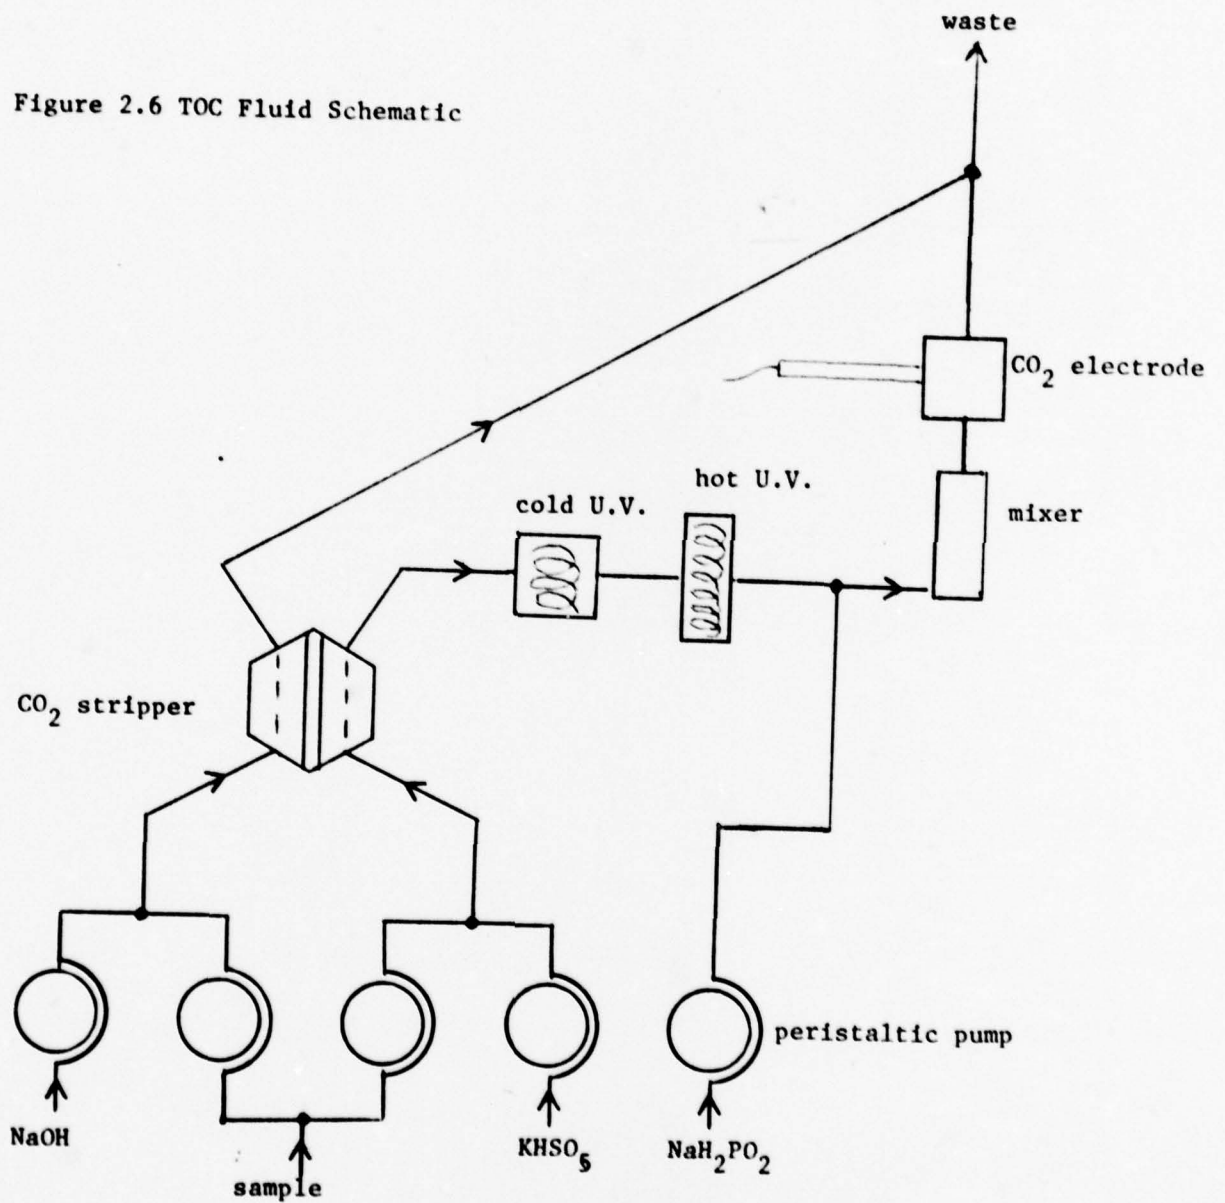 waste
Figure 2.6 TOC Fluid Schematic
CO₂ electrode
hot U.V.
cold U.V.
mixer
CO₂ stripper
peristaltic pump
NaOH
KHSO₅
NaH₂PO₂
sample